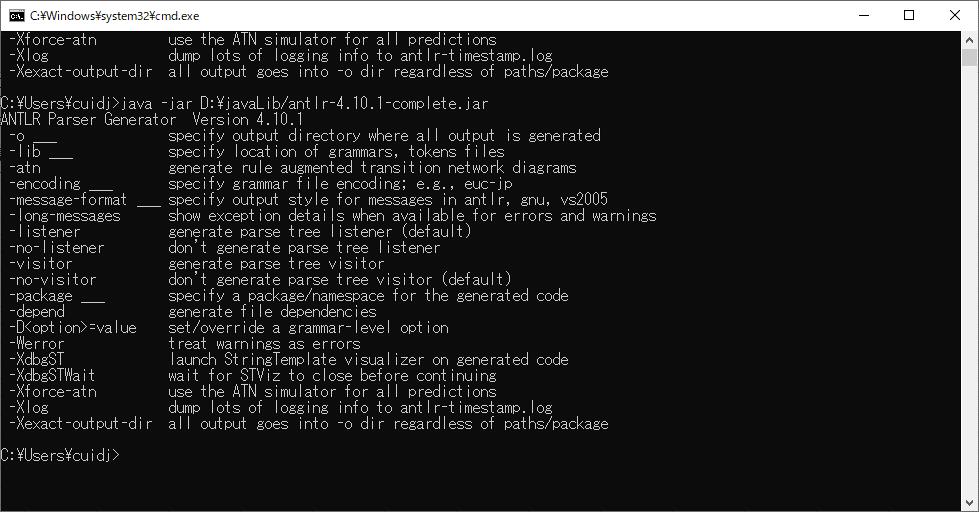 C:¥Windows¥system32¥cmd.exe
-Xforce-atn use the ATN simulator for all predictions
-Xlog dump lots of logging info to antlr-timestamp.log
-Xexact-output-dir all output goes into -o dir regardless of paths/package
C:¥Users¥cuidj>java -jar D:¥javaLib/antlr-4.10.1-complete.jar
ANTLR Parser Generator Version 4.10.1
-o ___ specify output directory where all output is generated
-lib ___ specify location of grammars, tokens files
-atn generate rule augmented transition network diagrams
-encoding ___ specify grammar file encoding; e.g., euc-jp
-message-format ___ specify output style for messages in antlr, gnu, vs2005
-long-messages show exception details when available for errors and warnings
-listener generate parse tree listener (default)
-no-listener don't generate parse tree listener
-visitor generate parse tree visitor
-no-visitor don't generate parse tree visitor (default)
-package ___ specify a package/namespace for the generated code
-depend generate file dependencies
-D<option>=value set/override a grammar-level option
-Werror treat warnings as errors
-XdbgST launch StringTemplate visualizer on generated code
-XdbgSTWait wait for STViz to close before continuing
-Xforce-atn use the ATN simulator for all predictions
-Xlog dump lots of logging info to antlr-timestamp.log
-Xexact-output-dir all output goes into -o dir regardless of paths/package
C:¥Users¥cuidj>